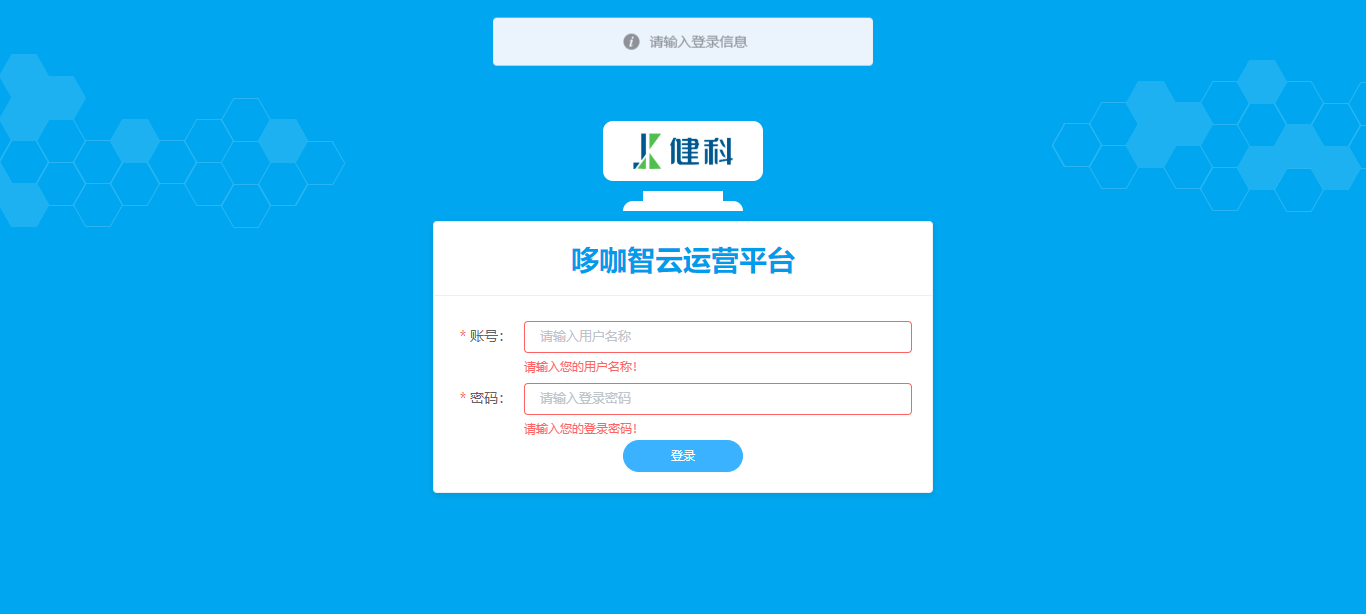 请输入登录信息
健科
哆咖智云运营平台
* 账号:
请输入用户名称
请输入您的用户名称!
* 密码:
请输入登录密码
请输入您的登录密码!
登录